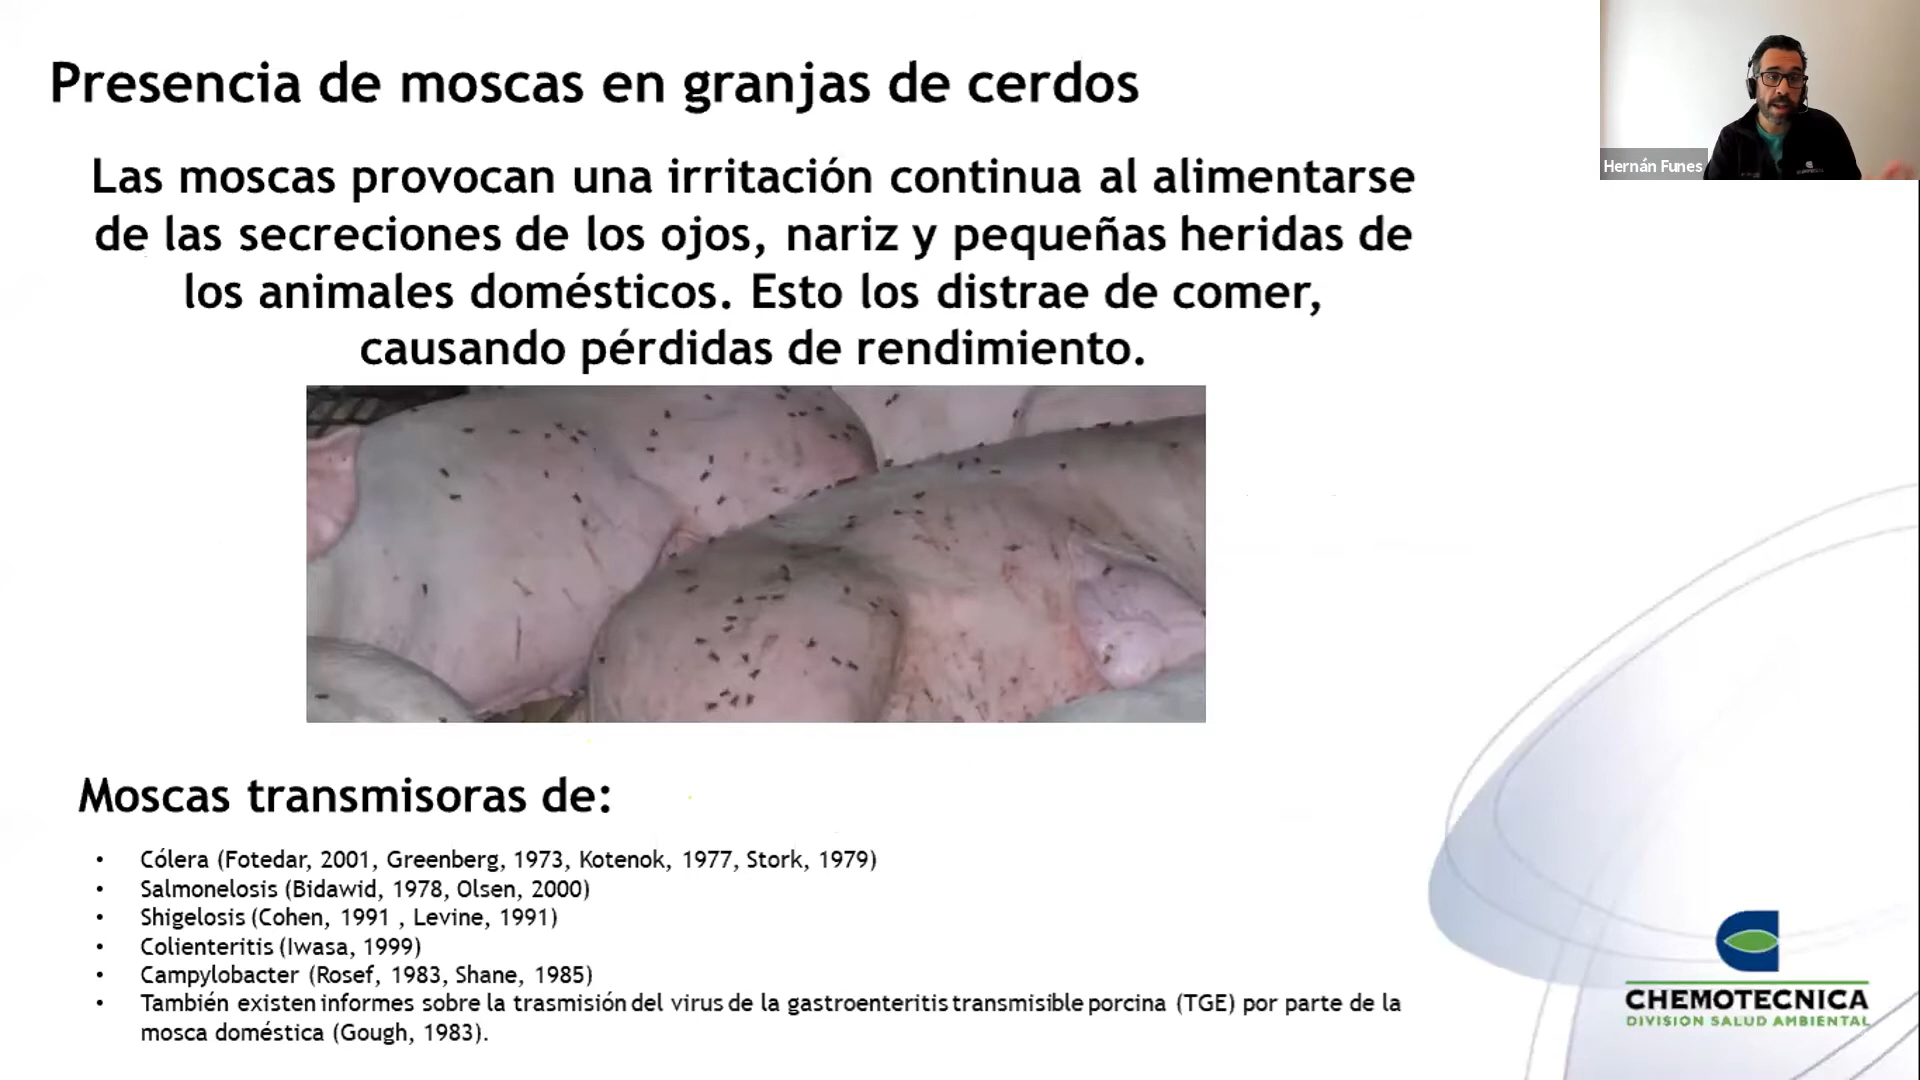 Presencia de moscas en granjas de cerdos
Hernán Funes
Las moscas provocan una irritación continua al alimentarse
de las secreciones de los ojos, nariz y pequeñas heridas de
los animales domésticos. Esto los distrae de comer,
causando pérdidas de rendimiento.
Moscas transmisoras de:
• Cólera (Fotedar, 2001, Greenberg, 1973, Kotenok, 1977, Stork, 1979)
• Salmonelosis (Bidawid, 1978, Olsen, 2000)
• Shigelosis (Cohen, 1991 , Levine, 1991)
• Colienteritis (Iwasa, 1999)
• Campylobacter (Rosef, 1983, Shane, 1985)
• También existen informes sobre la trasmisión del virus de la gastroenteritis transmisible porcina (TGE) por parte de la
mosca doméstica (Gough, 1983).
CHEMOTECNICA
DIVISION SALUD AMBIENTAL